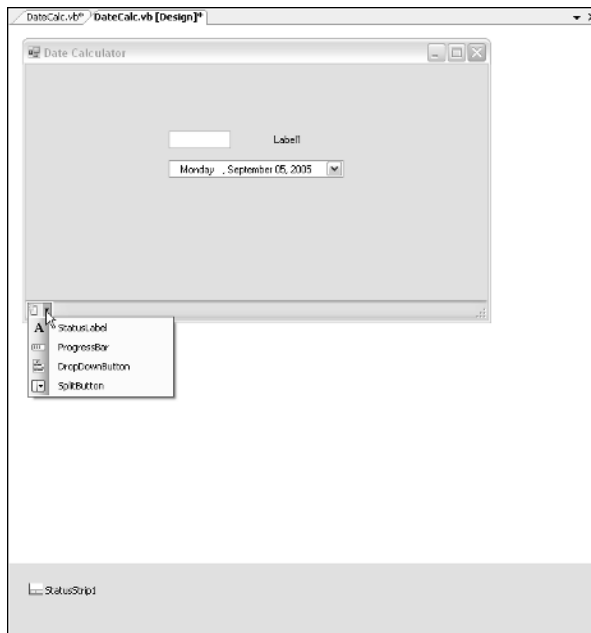 DateCalc.vb* DateCalc.vb [Design]*
Date Calculator
Label1
Monday , September 05, 2005
A StatusLabel
ProgressBar
DropDownButton
SplitButton
StatusStrip1